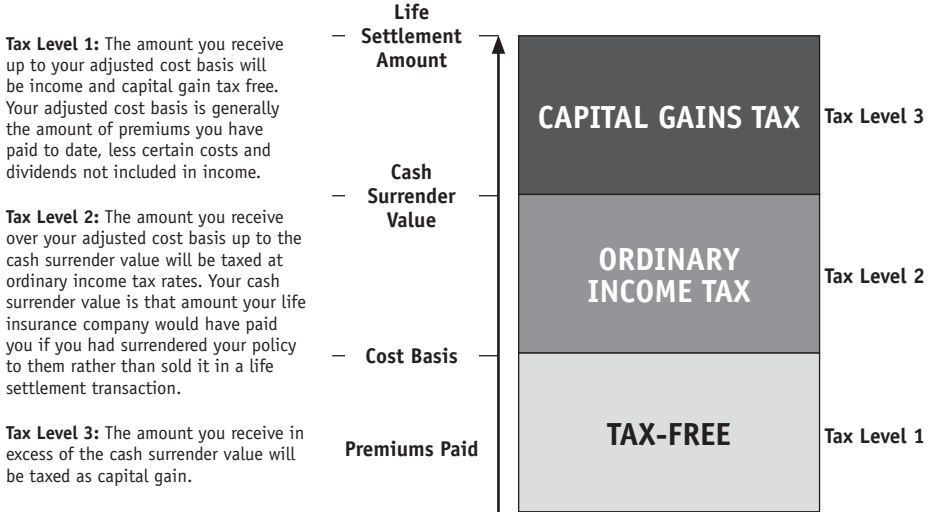 Tax Level 1: The amount you receive
up to your adjusted cost basis will
be income and capital gain tax free.
Your adjusted cost basis is generally
the amount of premiums you have
paid to date, less certain costs and
dividends not included in income.
Tax Level 2: The amount you receive
over your adjusted cost basis up to the
cash surrender value will be taxed at
ordinary income tax rates. Your cash
surrender value is that amount your life
insurance company would have paid
you if you had surrendered your policy
to them rather than sold it in a life
settlement transaction.
Tax Level 3: The amount you receive in
excess of the cash surrender value will
be taxed as capital gain.
Life
Settlement
Amount
Cash
Surrender
Value
Cost Basis
Premiums Paid
CAPITAL GAINS TAX
Tax Level 3
ORDINARY
INCOME TAX
Tax Level 2
TAX-FREE
Tax Level 1